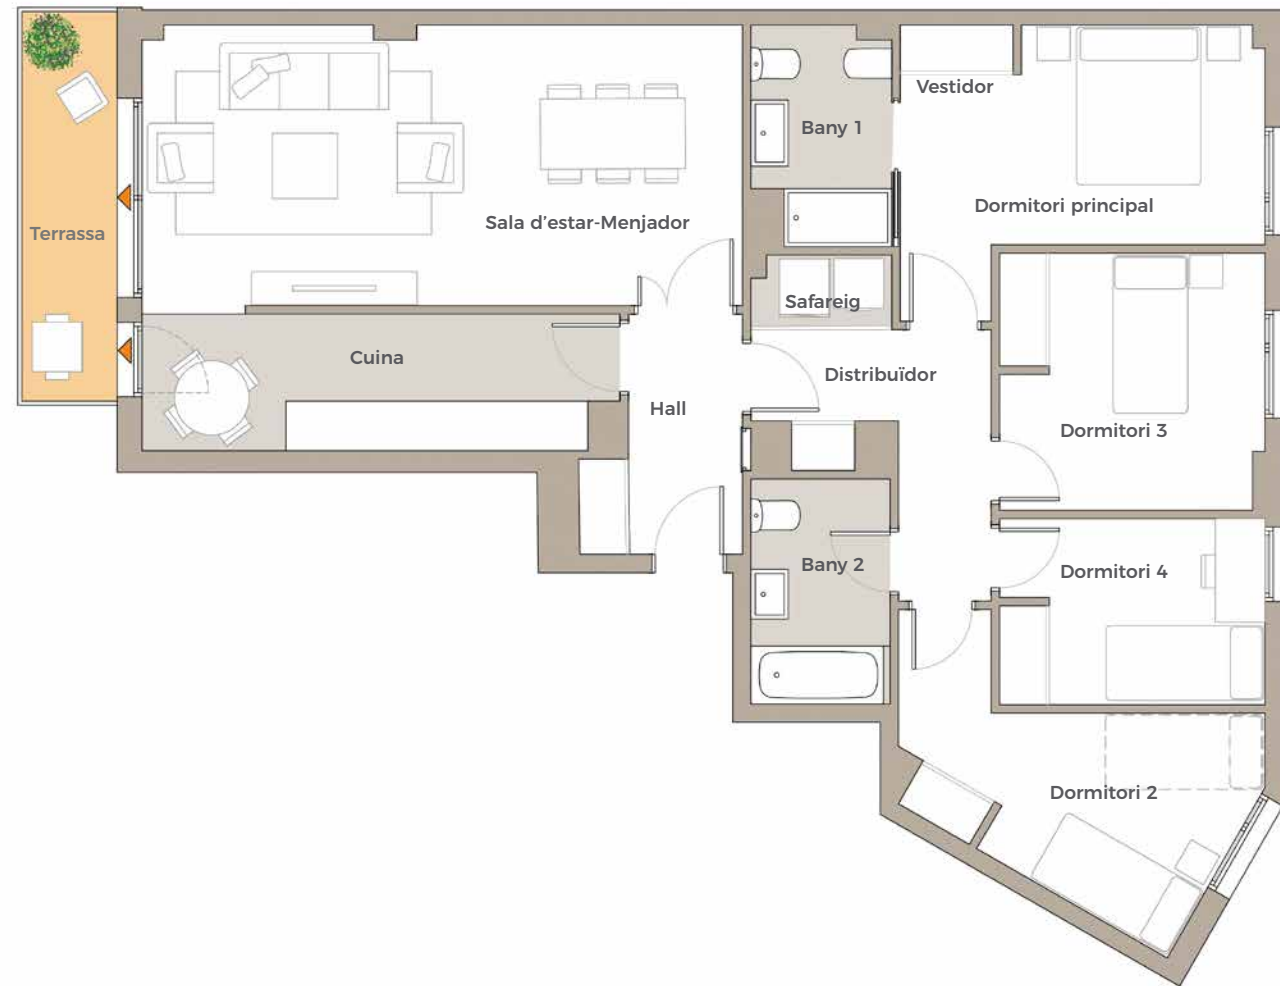 Vestidor
Bany 1
Dormitori principal
Sala d'estar-Menjador
Terrassa
Safareig
Cuina
Distribuïdor
Hall
Dormitori 3
Bany 2
Dormitori 4
Dormitori 2